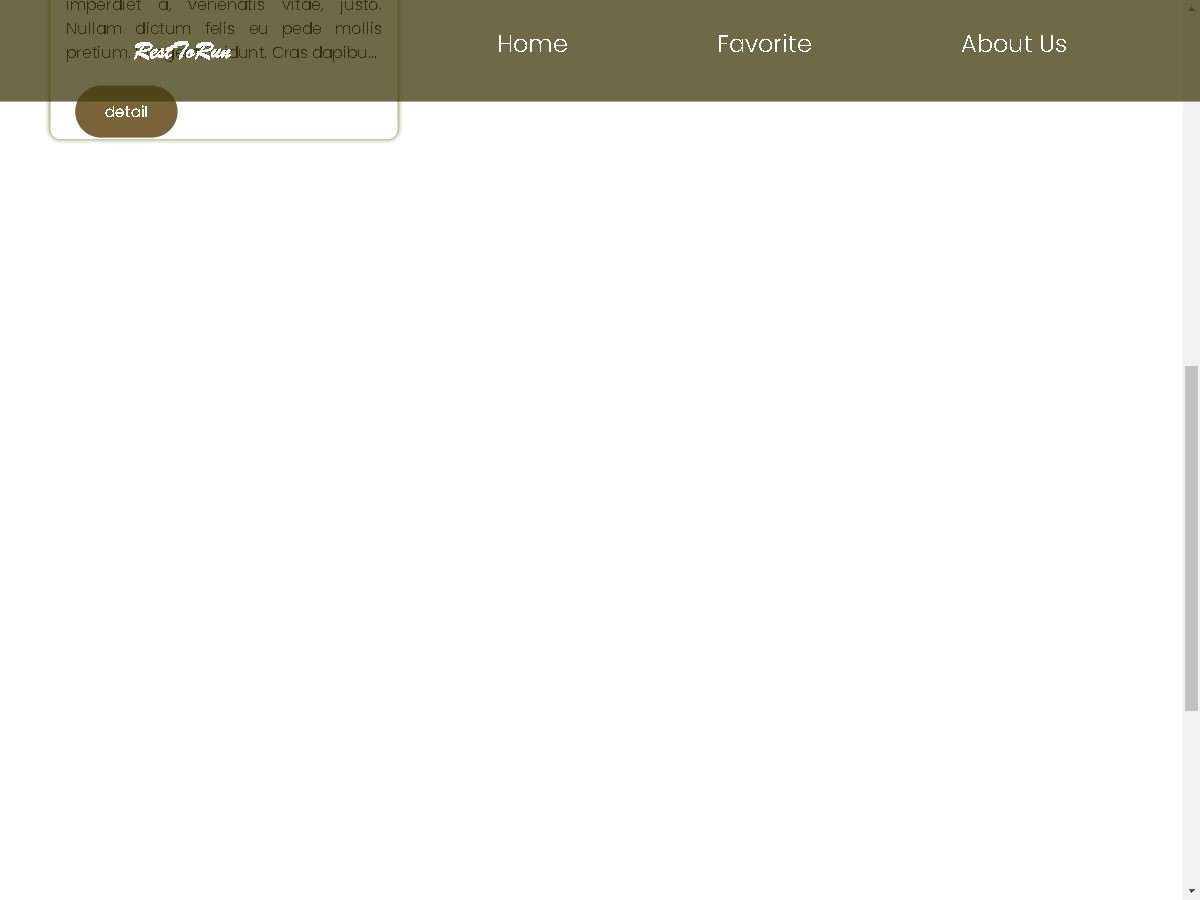 imperdiet a, venenatis vitae, justo.
Nullam dictum felis eu pede mollis
pretium. dunt. Cras dapibu...
RestToRun
Home
Favorite
About Us
detail